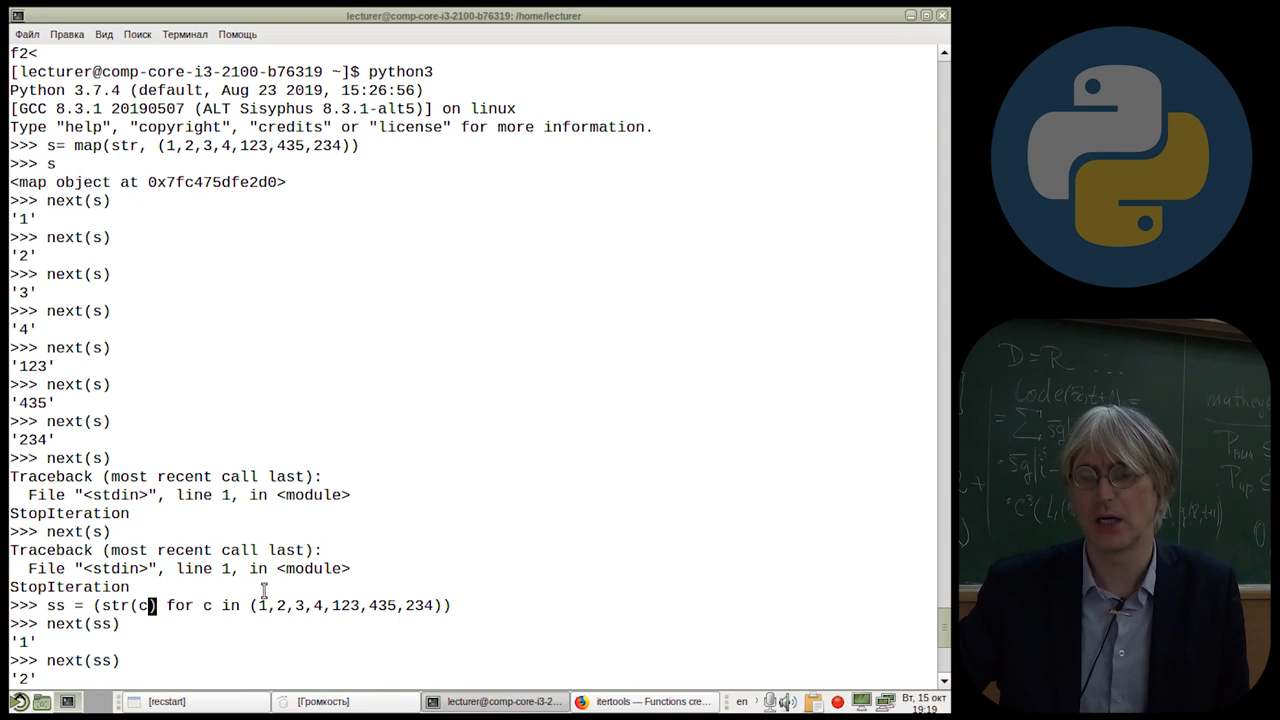 lecturer@comp-core-i3-2100-b76319: /home/lecturer
Файл Правка Вид Поиск Терминал Помощь
f2<
[lecturer@comp-core-i3-2100-b76319 ~]$ python3
Python 3.7.4 (default, Aug 23 2019, 15:26:56)
[GCC 8.3.1 20190507 (ALT Sisyphus 8.3.1-alt5)] on linux
Type "help", "copyright", "credits" or "license" for more information.
>>> s= map(str, (1,2,3,4,123,435,234))
>>> s
<map object at 0x7fc475dfe2d0>
>>> next(s)
'1'
>>> next(s)
'2'
>>> next(s)
'3'
>>> next(s)
'4'
>>> next(s)
'123'
>>> next(s)
'435'
>>> next(s)
'234'
>>> next(s)
Traceback (most recent call last):
  File "<stdin>", line 1, in <module>
StopIteration
>>> next(s)
Traceback (most recent call last):
  File "<stdin>", line 1, in <module>
StopIteration
>>> ss = (str(c) for c in (1,2,3,4,123,435,234))
>>> next(ss)
'1'
>>> next(ss)
'2'
[recstart] [Громкость] lecturer@comp-core-i3-2... itertools — Functions cre... en Вт, 15 окт
19:19
D = R